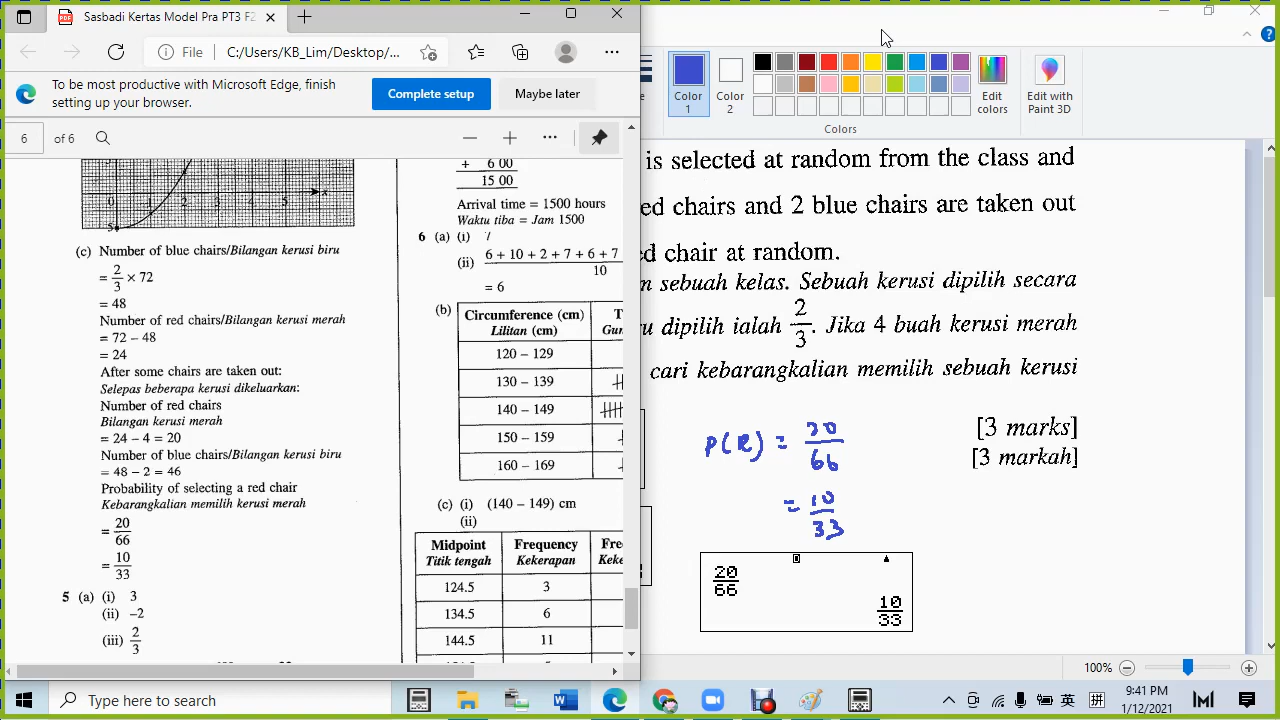 Sasbadi Kertas Model Pra PT3 F2
File
C:/Users/KB_Lim/Desktop/...
To be most productive with Microsoft Edge, finish
setting up your browser.
Complete setup
Maybe later
6 of 6
0 1 2 3 4 5 x
(c) Number of blue chairs/Bilangan kerusi biru
= 2/3 × 72
= 48
Number of red chairs/Bilangan kerusi merah
= 72 – 48
= 24
After some chairs are taken out:
Selepas beberapa kerusi dikeluarkan:
Number of red chairs
Bilangan kerusi merah
= 24 – 4 = 20
Number of blue chairs/Bilangan kerusi biru
= 48 – 2 = 46
Probability of selecting a red chair
Kebarangkalian memilih kerusi merah
= 20/66
= 10/33
5 (a) (i) 3
(ii) –2
(iii) 2/3
+ 6 00
15 00
Arrival time = 1500 hours
Waktu tiba = Jam 1500
6 (a) (i) 7
(ii) 6 + 10 + 2 + 7 + 6 + 7
10
= 6
(b)
Circumference (cm)
Lilitan (cm)
120 – 129
130 – 139
140 – 149
150 – 159
160 – 169
(c) (i) (140 – 149) cm
(ii)
Midpoint Frequency
Titik tengah Kekerapan
124.5 3
134.5 6
144.5 11
Color 1
Color 2
Edit colors
Edit with Paint 3D
Colors
is selected at random from the class and
ed chairs and 2 blue chairs are taken out
d chair at random.
n sebuah kelas. Sebuah kerusi dipilih secara
u dipilih ialah 2/3. Jika 4 buah kerusi merah
cari kebarangkalian memilih sebuah kerusi
[3 marks]
[3 markah]
P(R) = 20/66
= 10/33
20/66
10/33
100%
Type here to search
英
拼
9:41 PM
1/12/2021